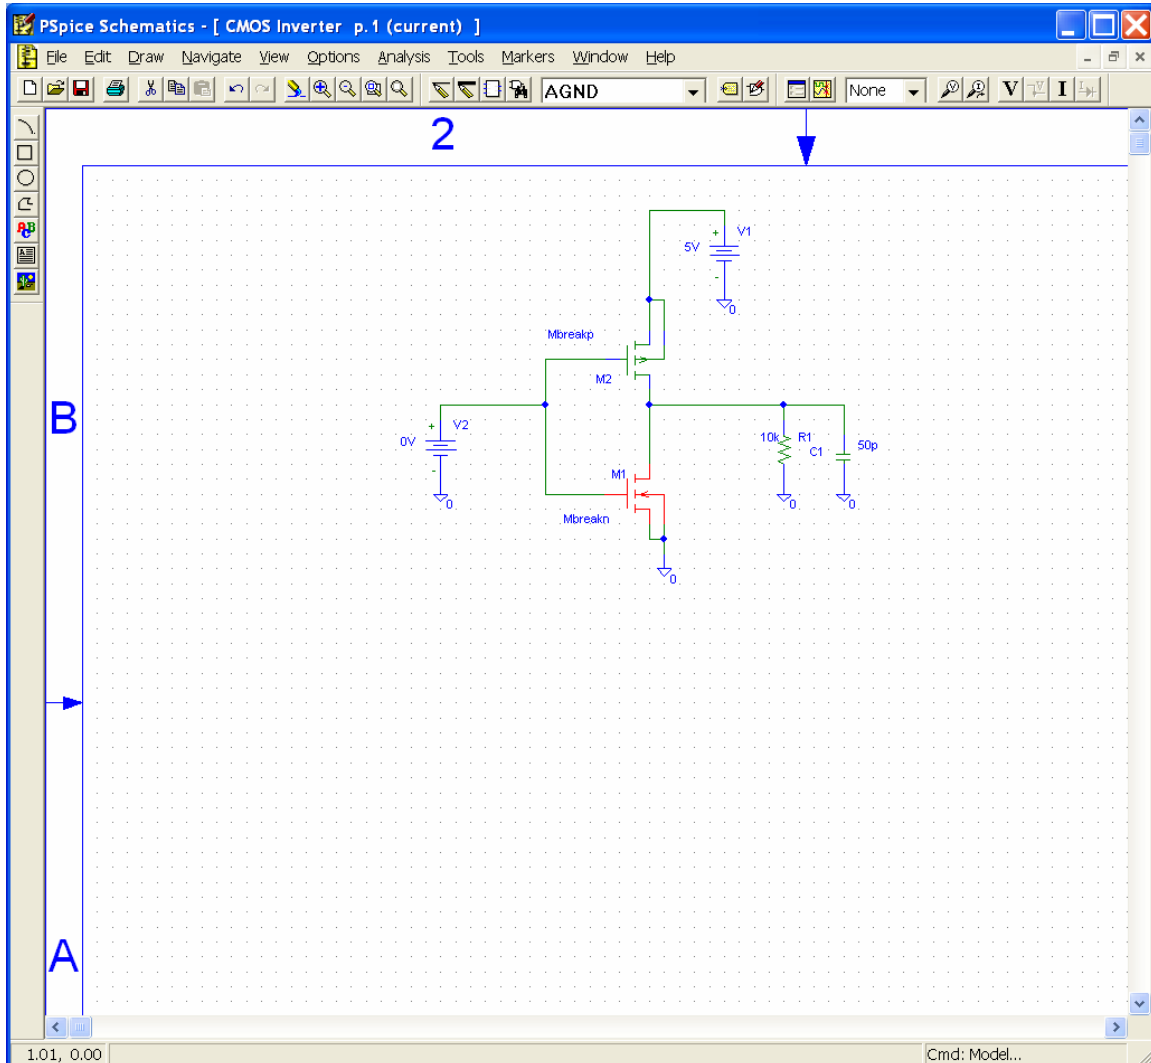 PSpice Schematics - [ CMOS Inverter p.1 (current) ]
File Edit Draw Navigate View Options Analysis Tools Markers Window Help
AGND
None
V
I
2
B
A
V1
+
5V
-
0
Mbreakp
M2
V2
+
0V
-
0
10k
R1
C1
50p
0
0
M1
Mbreakn
0
1.01, 0.00
Cmd: Model...